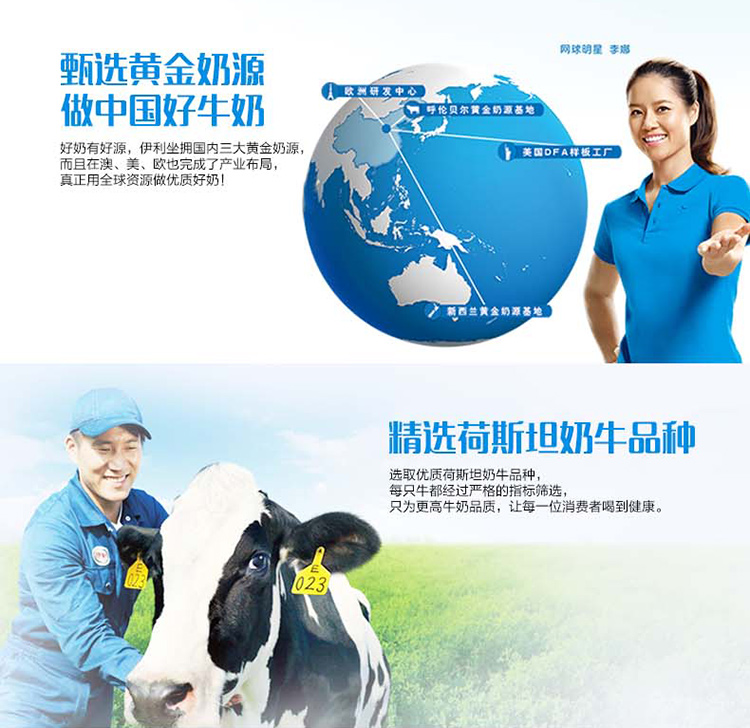 甄选黄金奶源
做中国好牛奶
好奶有好源，伊利坐拥国内三大黄金奶源，
而且在澳、美、欧也完成了产业布局，
真正用全球资源做优质好奶！
网球明星 李娜
欧洲研发中心
呼伦贝尔黄金奶源基地
美国DFA样板工厂
新西兰黄金奶源基地
精选荷斯坦奶牛品种
选取优质荷斯坦奶牛品种，
每只牛都经过严格的指标筛选，
只为更高牛奶品质，让每一位消费者喝到健康。
E
023
E
023